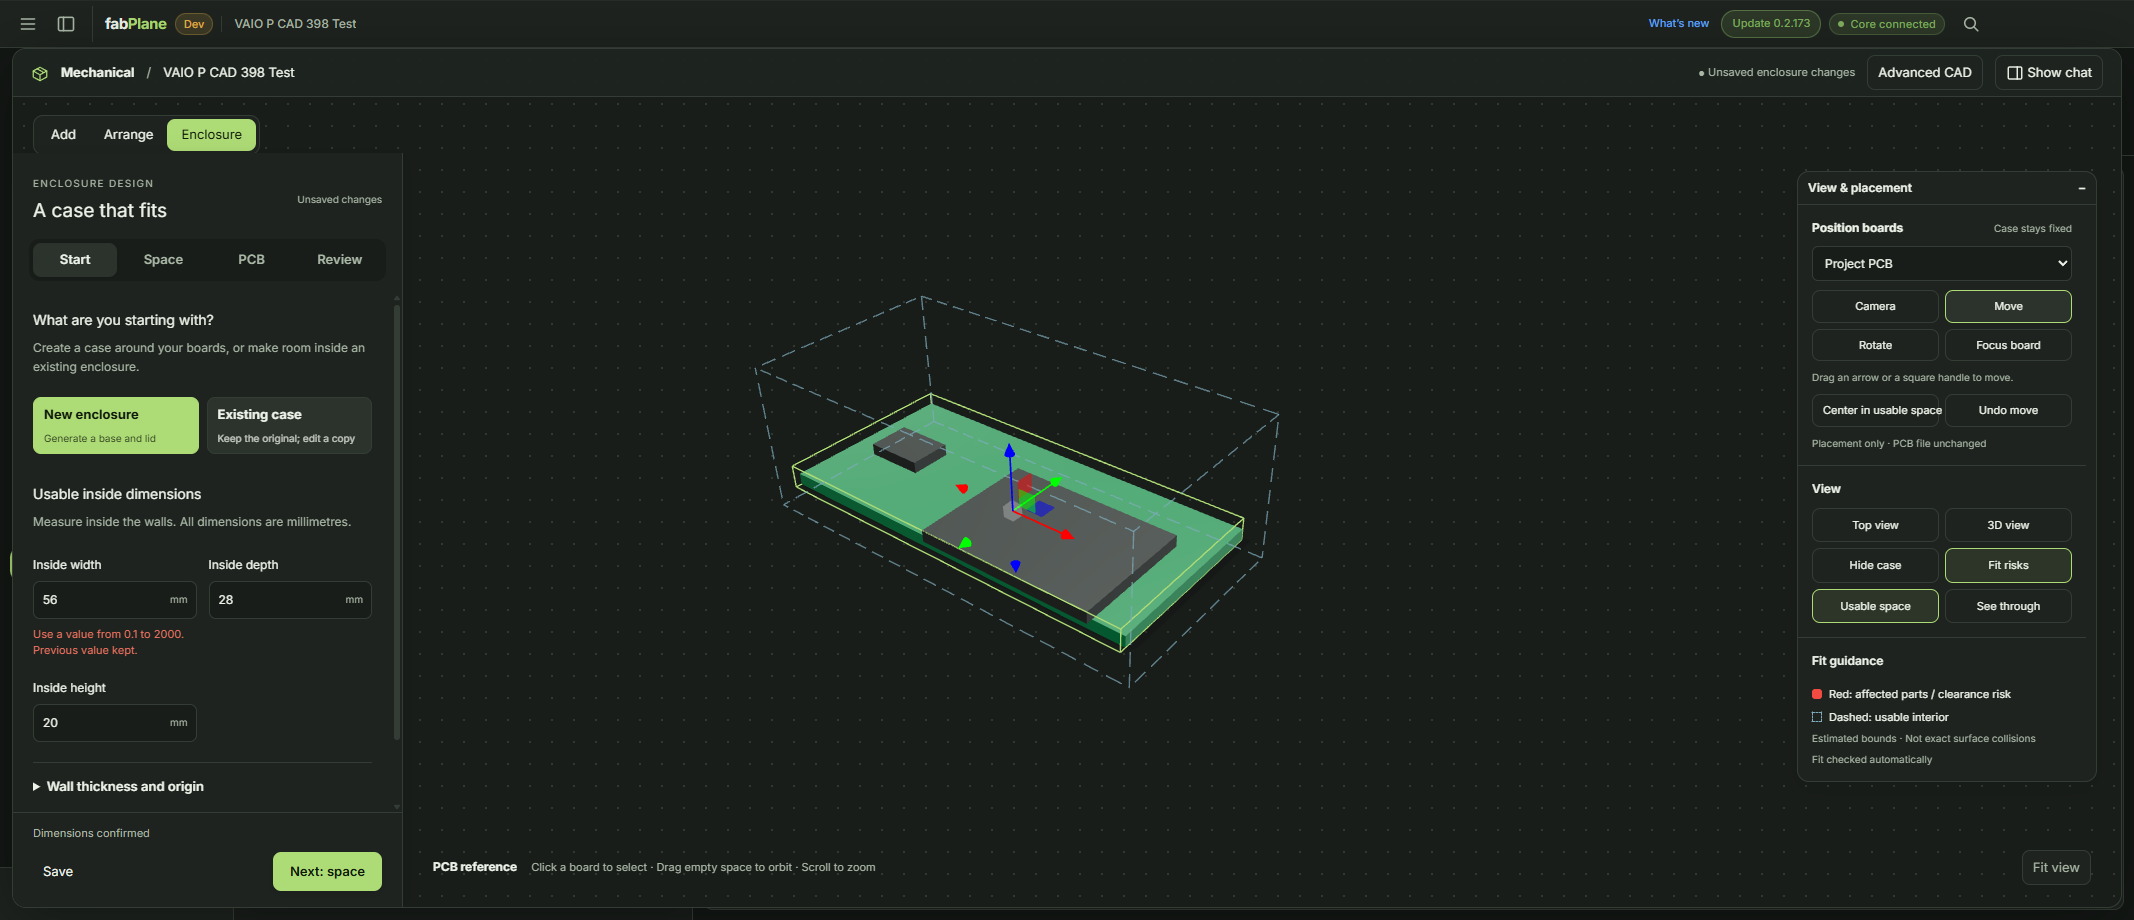 fabPlane Dev VAIO P CAD 398 Test What's new Update 0.2.173 Core connected
Mechanical / VAIO P CAD 398 Test Unsaved enclosure changes Advanced CAD Show chat
Add Arrange Enclosure
ENCLOSURE DESIGN
A case that fits
Unsaved changes
Start Space PCB Review
What are you starting with?
Create a case around your boards, or make room inside an
existing enclosure.
New enclosure
Generate a base and lid
Existing case
Keep the original; edit a copy
Usable inside dimensions
Measure inside the walls. All dimensions are millimetres.
Inside width Inside depth
56 mm 28 mm
Use a value from 0.1 to 2000.
Previous value kept.
Inside height
20 mm
Wall thickness and origin
Dimensions confirmed
Save Next: space
PCB reference Click a board to select · Drag empty space to orbit · Scroll to zoom
View & placement −
Position boards Case stays fixed
Project PCB
Camera Move
Rotate Focus board
Drag an arrow or a square handle to move.
Center in usable space Undo move
Placement only · PCB file unchanged
View
Top view 3D view
Hide case Fit risks
Usable space See through
Fit guidance
Red: affected parts / clearance risk
Dashed: usable interior
Estimated bounds · Not exact surface collisions
Fit checked automatically
Fit view